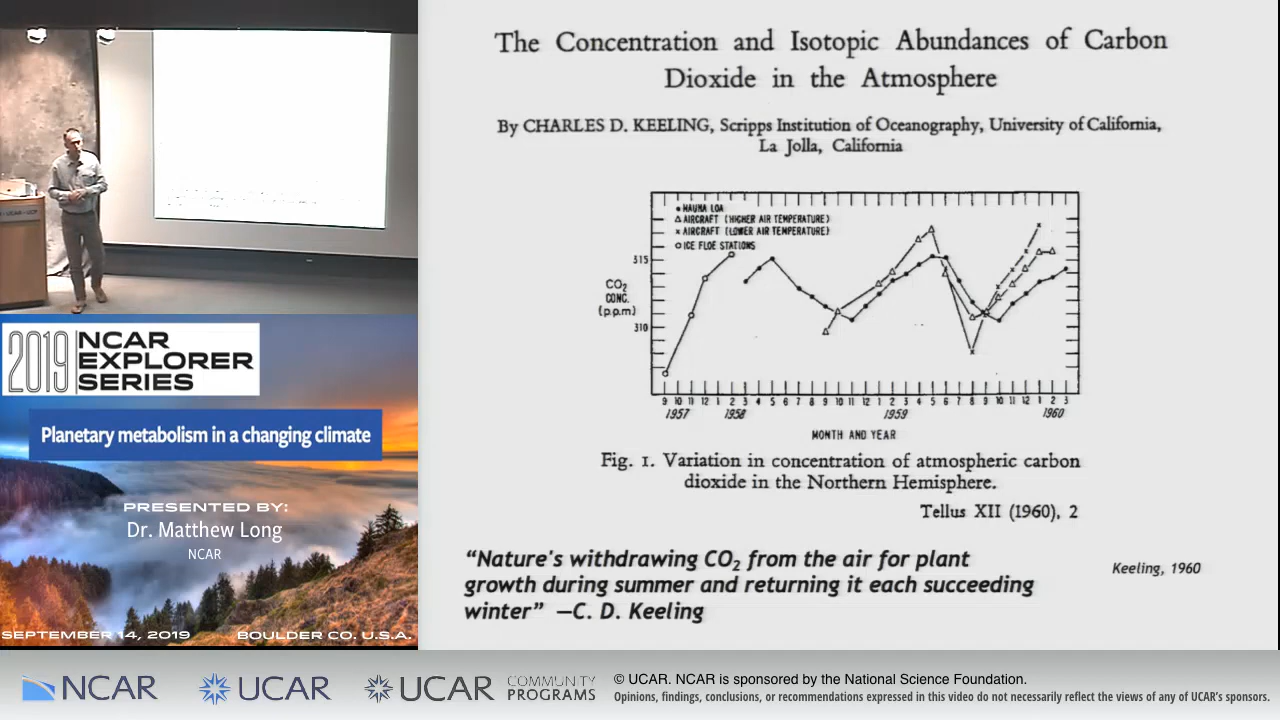 The Concentration and Isotopic Abundances of Carbon
Dioxide in the Atmosphere
By CHARLES D. KEELING, Scripps Institution of Oceanography, University of California,
La Jolla, California
MAUNA LOA
AIRCRAFT (HIGHER AIR TEMPERATURE)
AIRCRAFT (LOWER AIR TEMPERATURE)
ICE FLOE STATIONS
315
CO₂
CONC.
(p.p.m)
310
9 10 11 12 1 2 3 4 5 6 7 8 9 10 11 12 1 2 3 4 5 6 7 8 9 10 11 12 1 2 3
1957 1958 1959 1960
MONTH AND YEAR
Fig. 1. Variation in concentration of atmospheric carbon
dioxide in the Northern Hemisphere.
Tellus XII (1960), 2
“Nature's withdrawing CO₂ from the air for plant
growth during summer and returning it each succeeding
winter” —C. D. Keeling
Keeling, 1960
2019 NCAR
EXPLORER
SERIES
Planetary metabolism in a changing climate
PRESENTED BY:
Dr. Matthew Long
NCAR
SEPTEMBER 14, 2019 BOULDER CO. U.S.A.
NCAR UCAR UCAR COMMUNITY
PROGRAMS
© UCAR. NCAR is sponsored by the National Science Foundation.
Opinions, findings, conclusions, or recommendations expressed in this video do not necessarily reflect the views of any of UCAR's sponsors.